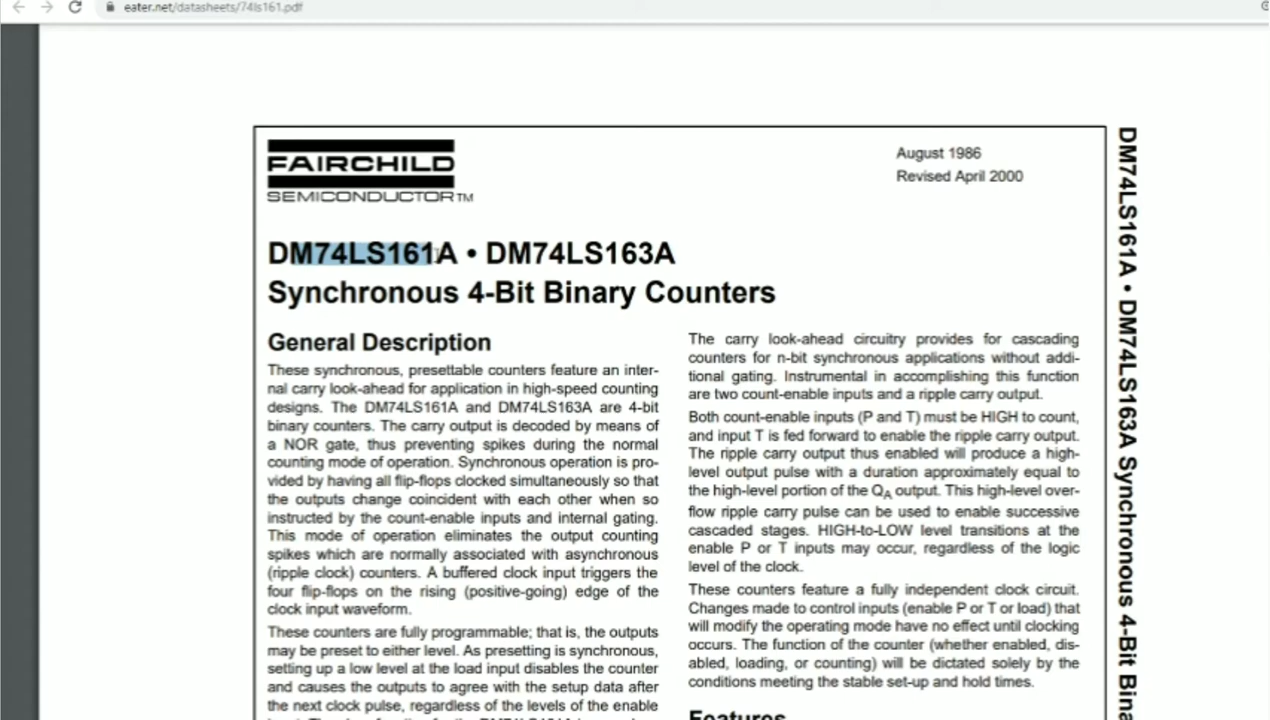 eater.net/datasheets/74ls161.pdf
FAIRCHILD
SEMICONDUCTOR™
August 1986
Revised April 2000
DM74LS161A • DM74LS163A
Synchronous 4-Bit Binary Counters
General Description
These synchronous, presettable counters feature an inter-
nal carry look-ahead for application in high-speed counting
designs. The DM74LS161A and DM74LS163A are 4-bit
binary counters. The carry output is decoded by means of
a NOR gate, thus preventing spikes during the normal
counting mode of operation. Synchronous operation is pro-
vided by having all flip-flops clocked simultaneously so that
the outputs change coincident with each other when so
instructed by the count-enable inputs and internal gating.
This mode of operation eliminates the output counting
spikes which are normally associated with asynchronous
(ripple clock) counters. A buffered clock input triggers the
four flip-flops on the rising (positive-going) edge of the
clock input waveform.
These counters are fully programmable; that is, the outputs
may be preset to either level. As presetting is synchronous,
setting up a low level at the load input disables the counter
and causes the outputs to agree with the setup data after
the next clock pulse, regardless of the levels of the enable
The carry look-ahead circuitry provides for cascading
counters for n-bit synchronous applications without addi-
tional gating. Instrumental in accomplishing this function
are two count-enable inputs and a ripple carry output.
Both count-enable inputs (P and T) must be HIGH to count,
and input T is fed forward to enable the ripple carry output.
The ripple carry output thus enabled will produce a high-
level output pulse with a duration approximately equal to
the high-level portion of the QA output. This high-level over-
flow ripple carry pulse can be used to enable successive
cascaded stages. HIGH-to-LOW level transitions at the
enable P or T inputs may occur, regardless of the logic
level of the clock.
These counters feature a fully independent clock circuit.
Changes made to control inputs (enable P or T or load) that
will modify the operating mode have no effect until clocking
occurs. The function of the counter (whether enabled, dis-
abled, loading, or counting) will be dictated solely by the
conditions meeting the stable set-up and hold times.
Features
DM74LS161A • DM74LS163A Synchronous 4-Bit Bina